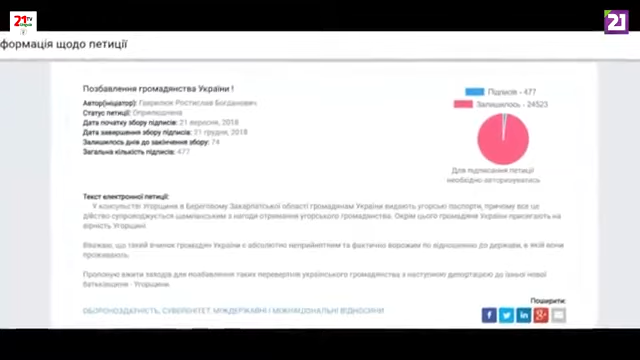 21TV
21
формація щодо петиції
Позбавлення громадянства України !
Автор(ініціатор): Гаврилюк Ростислав Богданович
Статус петиції: Оприлюднена
Дата початку збору підписів: 21 вересня, 2018
Дата завершення збору підписів: 21 грудня, 2018
Залишилось днів до закінчення збору: 74
Загальна кількість підписів: 477
Підписів - 477
Залишилось - 24523
Для підписання петиції
необхідно авторизуватись
Текст електронної петиції:
У консульстві Угорщини в Береговому Закарпатської області громадянам України видають угорські паспорти, причому все це
дійство супроводжується шампанським з нагоди отримання угорського громадянства. Окрім цього громадяни України присягають на
вірність Угорщині.
Вважаю, що такий вчинок громадян України є абсолютно неприйнятним та фактично ворожим по відношенню до держави, в якій вони
проживають.
Пропоную вжити заходів для позбавлення таких перевертнів українського громадянства з наступною депортацією до їхньої нової
батьківщини - Угорщини.
ОБОРОНОЗДАТНІСТЬ, СУВЕРЕНІТЕТ, МІЖДЕРЖАВНІ І МІЖНАЦІОНАЛЬНІ ВІДНОСИНИ
Поширити: